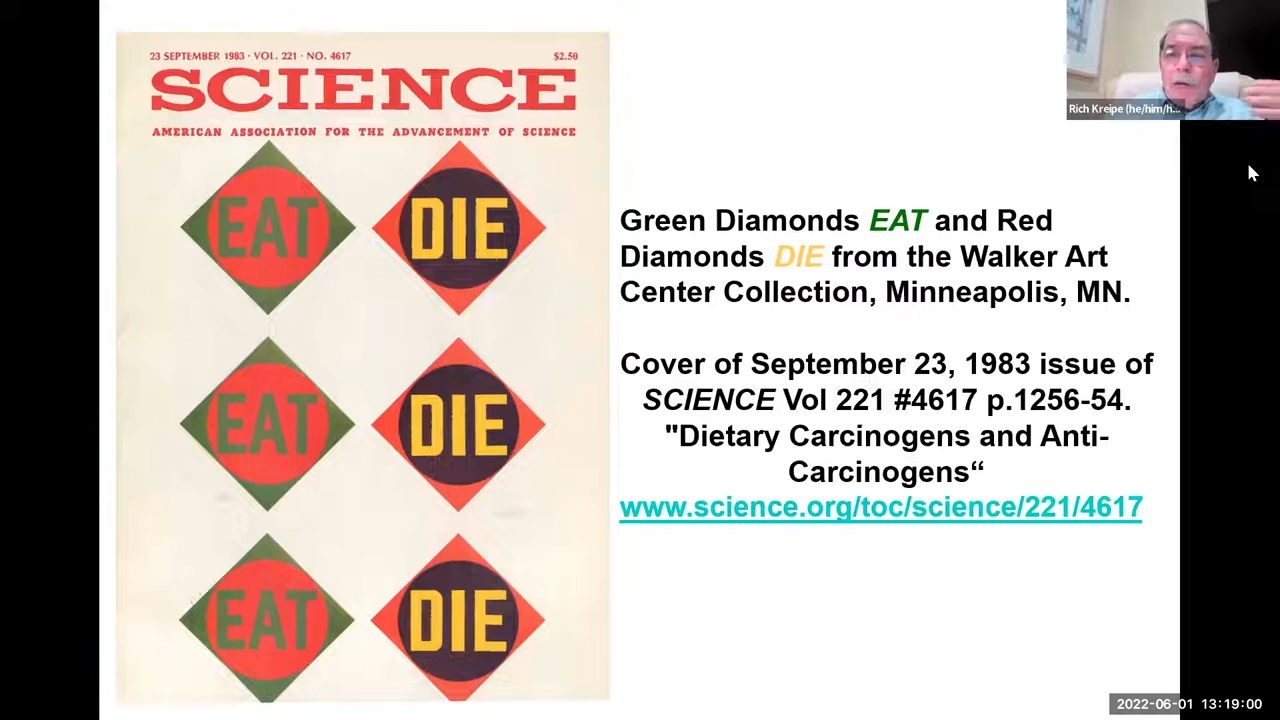 23 SEPTEMBER 1983 · VOL. 221 · NO. 4617 $2.50
SCIENCE
AMERICAN ASSOCIATION FOR THE ADVANCEMENT OF SCIENCE
EAT DIE
EAT DIE
EAT DIE
Green Diamonds EAT and Red
Diamonds DIE from the Walker Art
Center Collection, Minneapolis, MN.
Cover of September 23, 1983 issue of
SCIENCE Vol 221 #4617 p.1256-54.
"Dietary Carcinogens and Anti-
Carcinogens“
www.science.org/toc/science/221/4617
Rich Kreipe (he/him/h...
2022-06-01 13:19:00